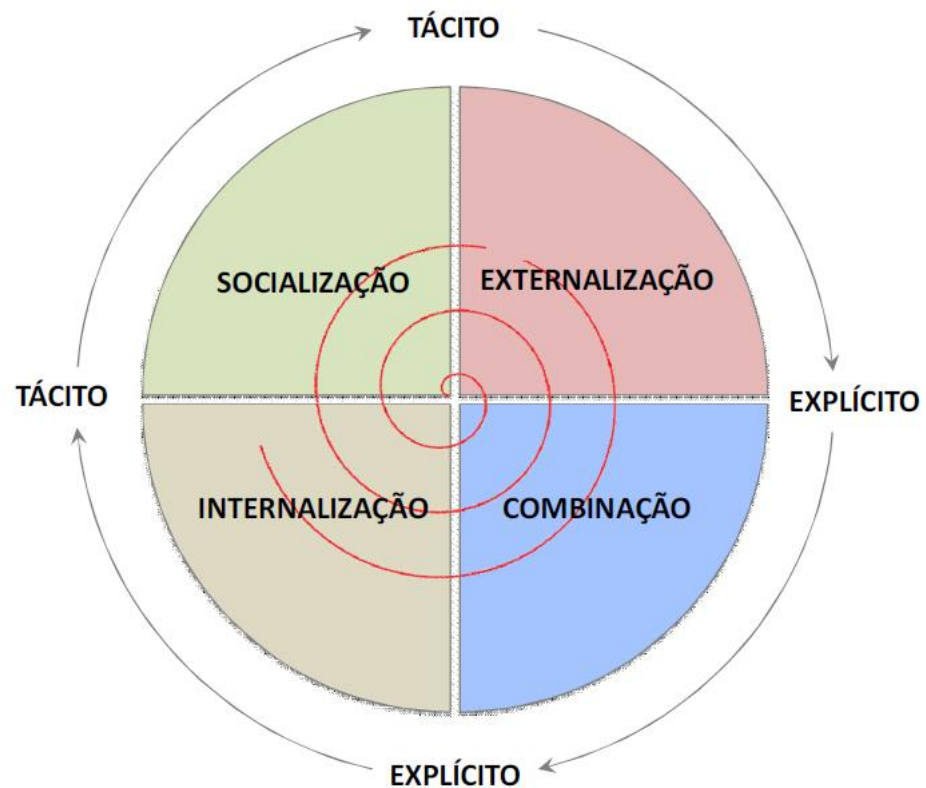 TÁCITO
SOCIALIZAÇÃO
EXTERNALIZAÇÃO
TÁCITO
EXPLÍCITO
INTERNALIZAÇÃO
COMBINAÇÃO
EXPLÍCITO